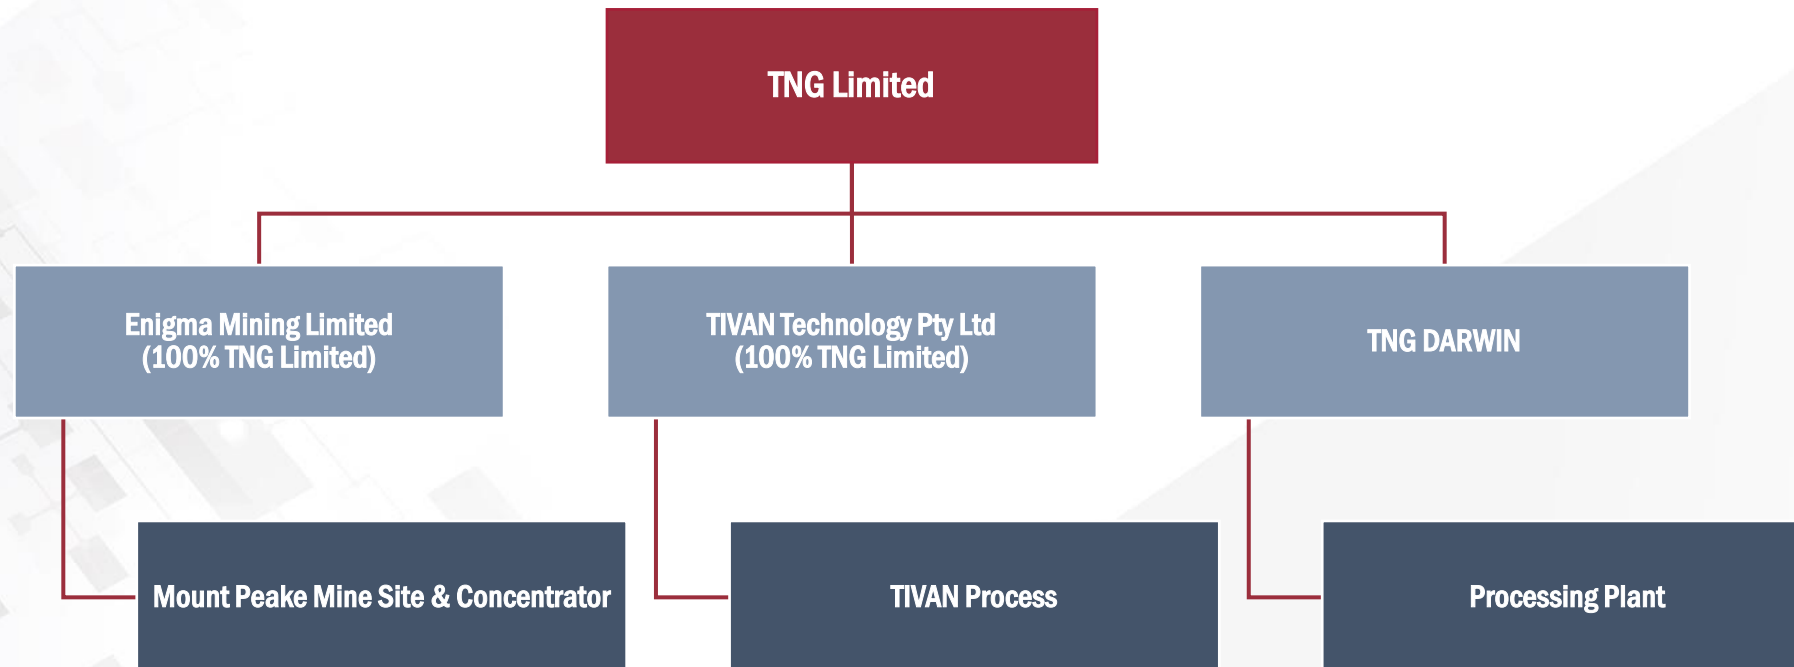 TNG Limited
Enigma Mining Limited
(100% TNG Limited)
TIVAN Technology Pty Ltd
(100% TNG Limited)
TNG DARWIN
Mount Peake Mine Site & Concentrator
TIVAN Process
Processing Plant